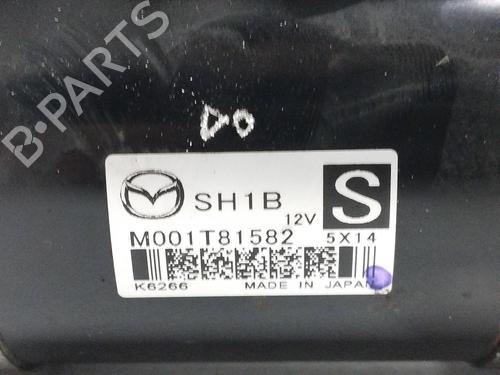 B-PARTS
DO
SH1B
12V
S
M001T81582
5X14
K6266
MADE IN JAPAN